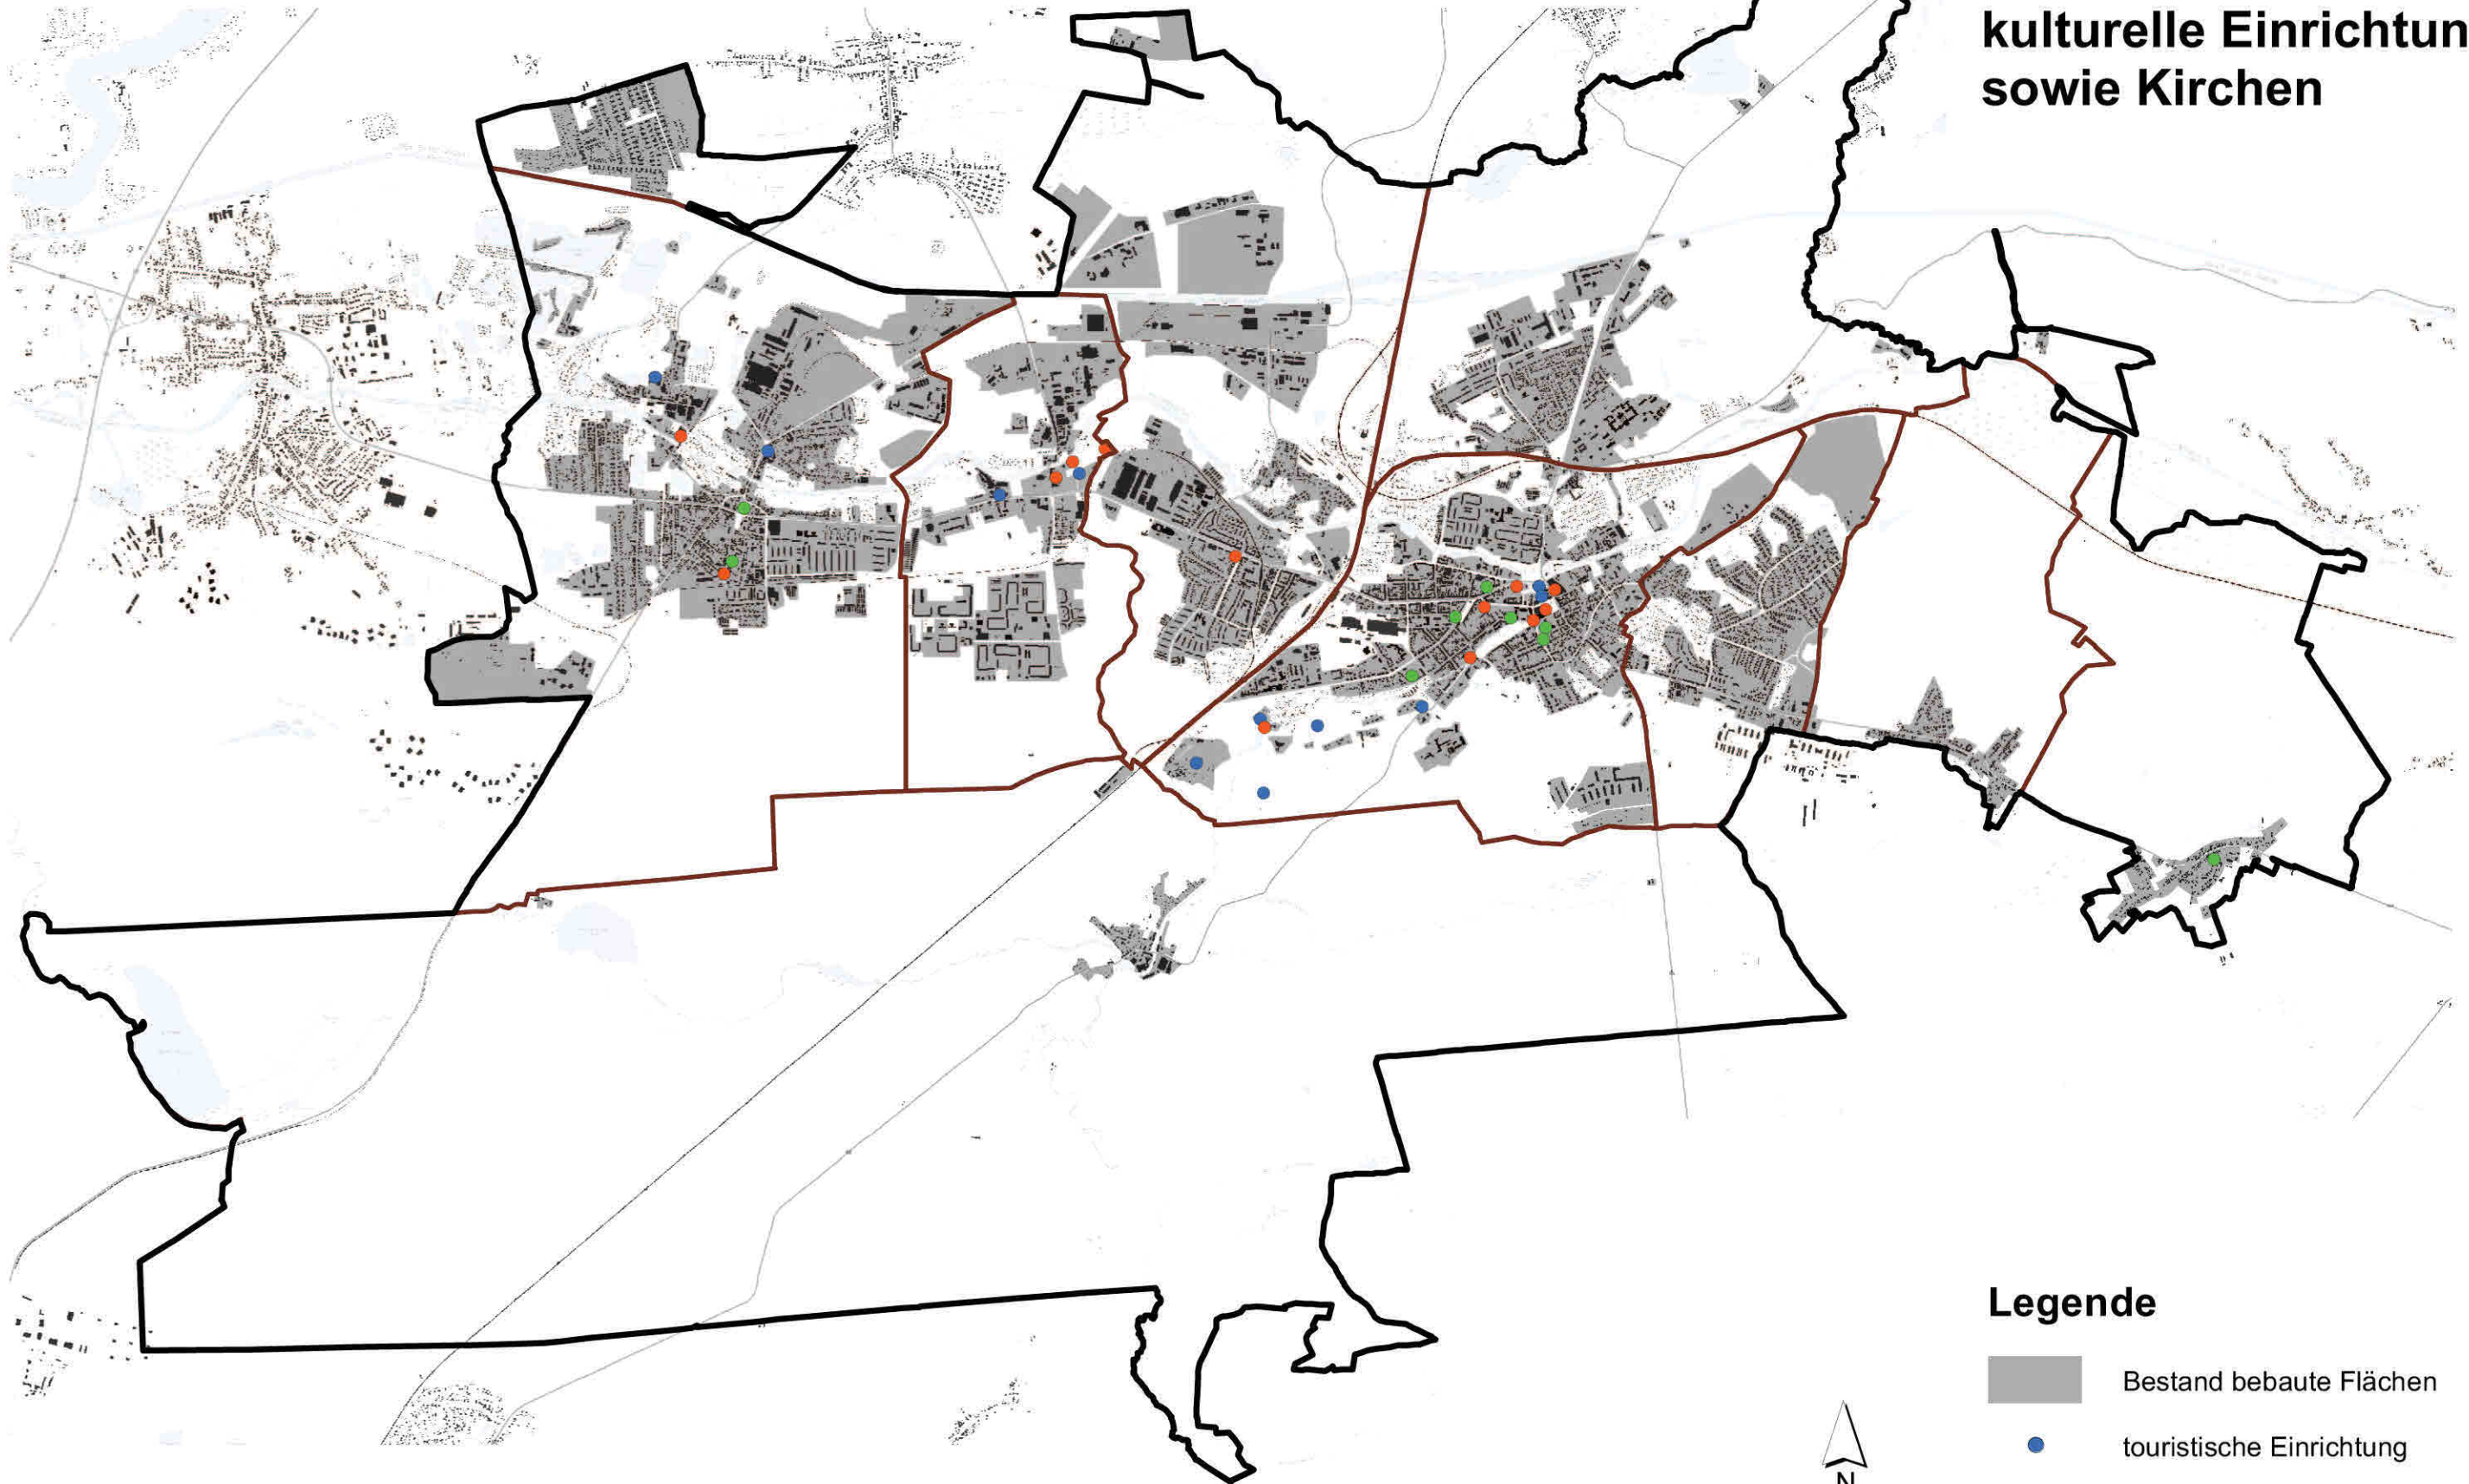 kulturelle Einrichtun
sowie Kirchen
Legende
Bestand bebaute Flächen
touristische Einrichtung
N